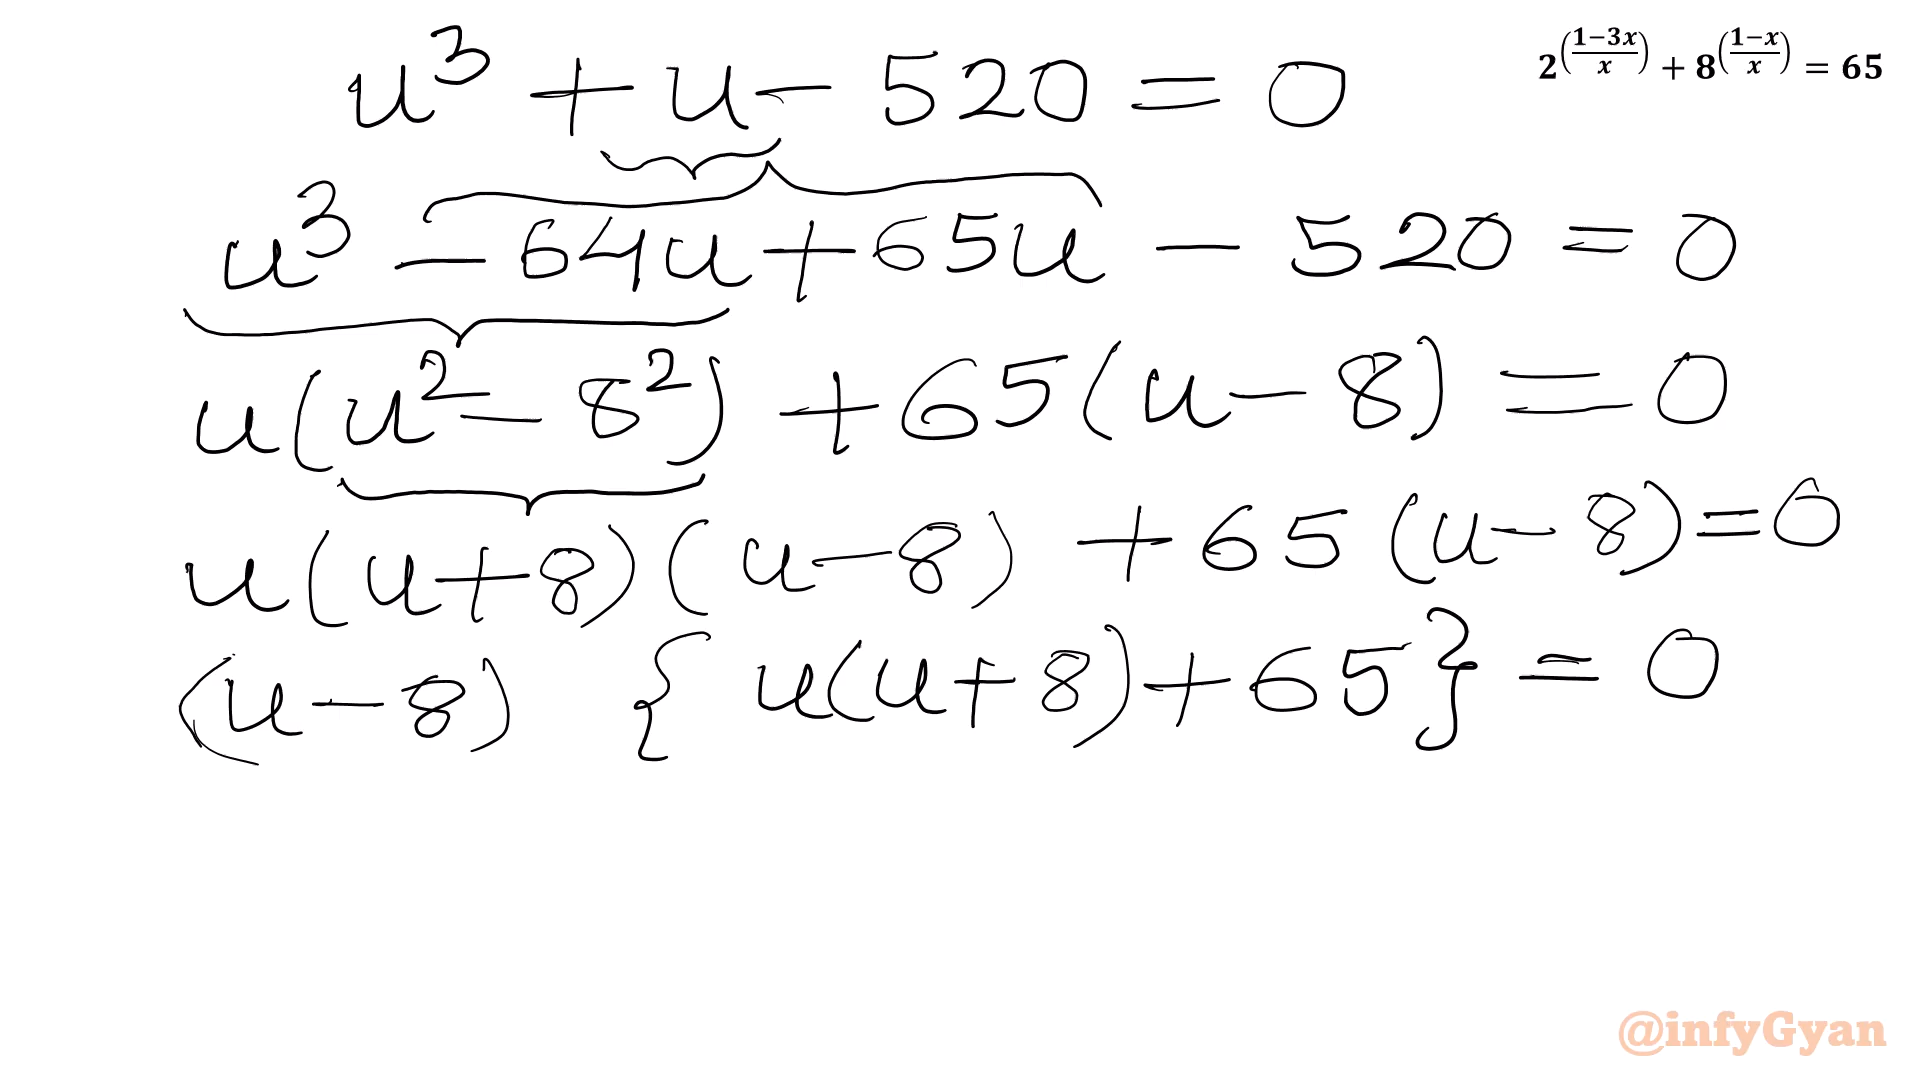 2^((1−3x)/x) + 8^((1−x)/x) = 65
u³ + u − 520 = 0
u³ − 64u + 65u − 520 = 0
u(u² − 8²) + 65(u − 8) = 0
u(u+8)(u−8) + 65(u−8) = 0
(u−8) { u(u+8) + 65 } = 0
@infyGyan